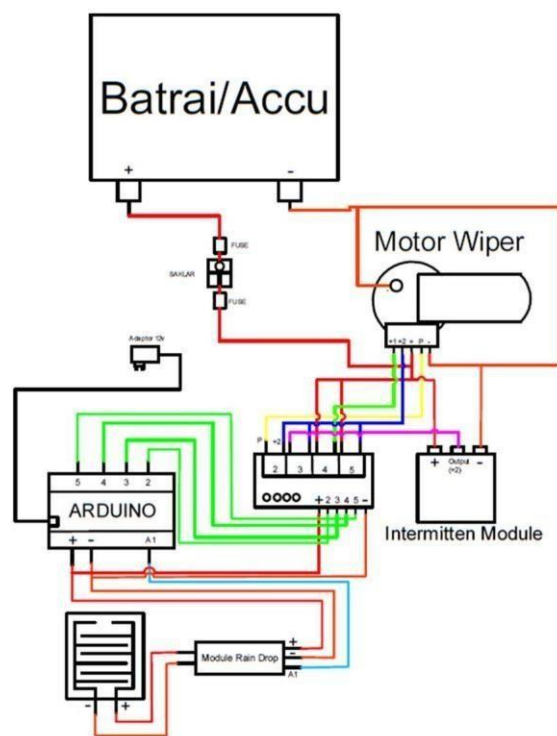 Batrai/Accu
+ -
Motor Wiper
FUSE
SAKLAR
FUSE
+1 +2 + P -
Adaptor 12v
P +2
5 4 3 2
2 3 4 5
+ Output -
(+2)
ARDUINO
+2 3 4 5 -
Intermitten Module
+ - A1
+
Module Rain Drop -
A1
- +